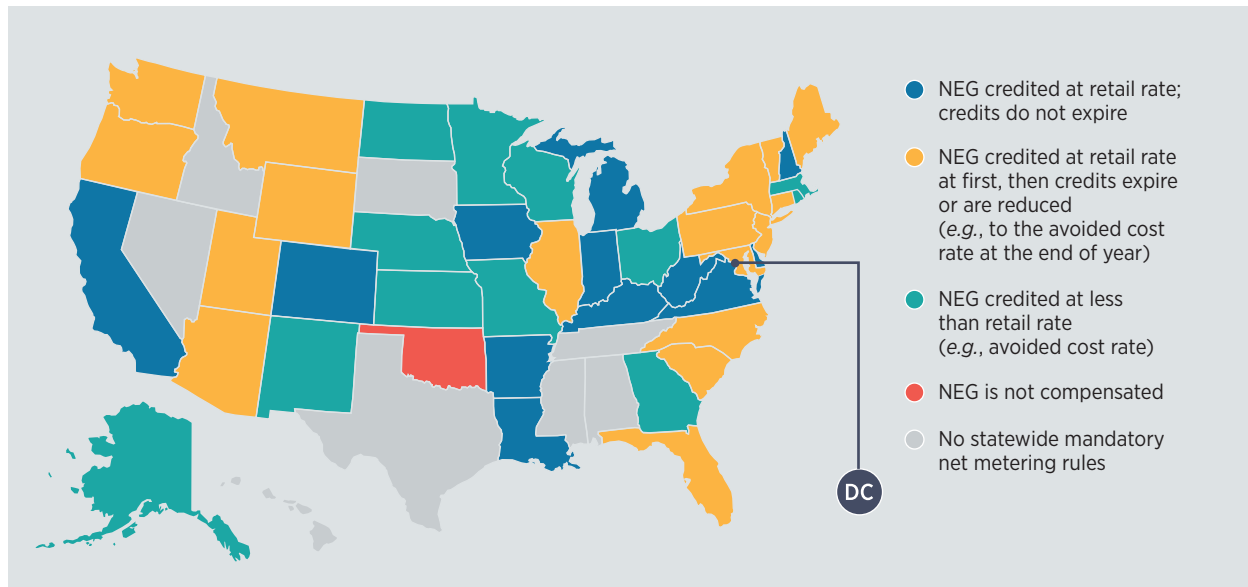 NEG credited at retail rate;
credits do not expire
NEG credited at retail rate
at first, then credits expire
or are reduced
(e.g., to the avoided cost
rate at the end of year)
NEG credited at less
than retail rate
(e.g., avoided cost rate)
NEG is not compensated
No statewide mandatory
net metering rules
DC